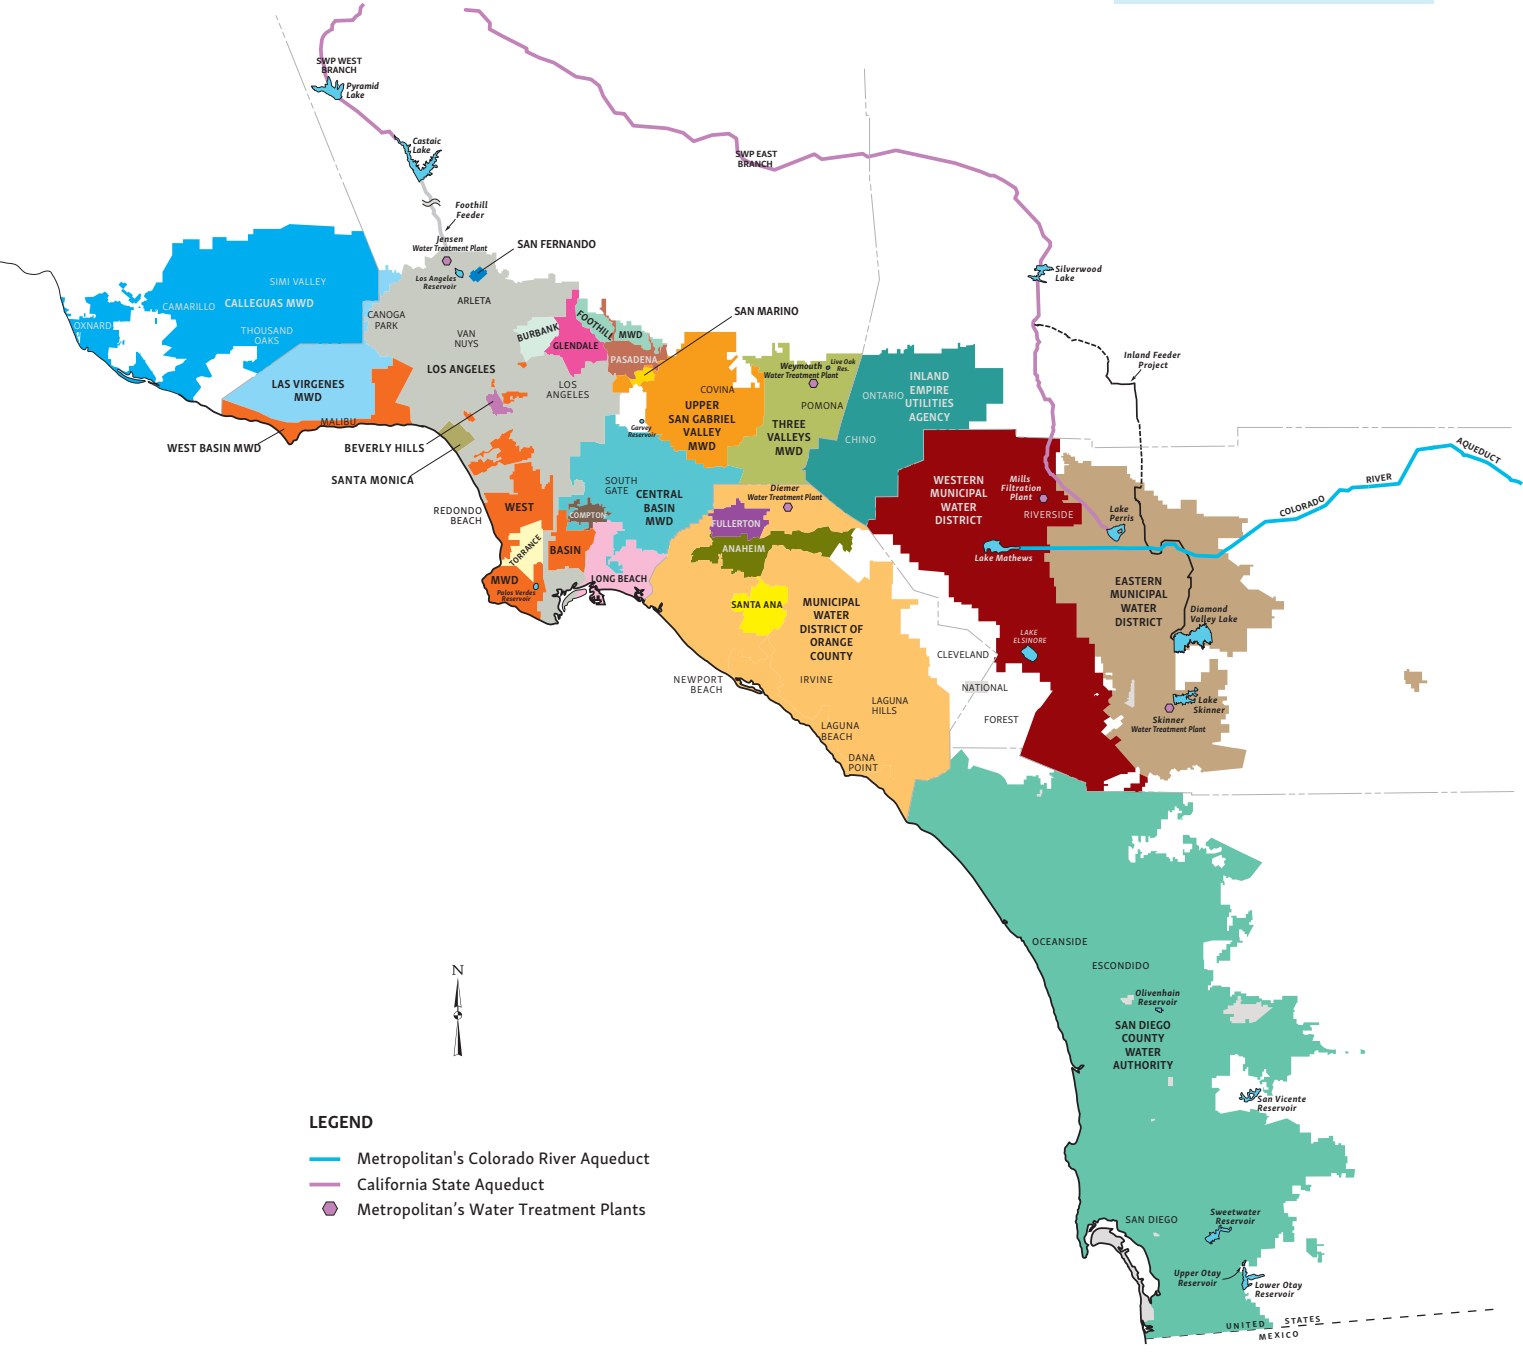 SWP WEST
BRANCH
Pyramid
Lake
Castaic
Lake
SWP EAST
BRANCH
Foothill
Feeder
Jensen
Water Treatment Plant
SAN FERNANDO
Los Angeles
Reservoir
Silverwood
Lake
SIMI VALLEY
CAMARILLO
CALLEGUAS MWD
OXNARD
THOUSAND
OAKS
ARLETA
CANOGA
PARK
VAN
NUYS
BURBANK
FOOTHILL
MWD
GLENDALE
PASADENA
SAN MARINO
LOS ANGELES
LOS
ANGELES
LAS VIRGENES
MWD
MALIBU
WEST BASIN MWD
BEVERLY HILLS
SANTA MONICA
Garvey
Reservoir
COVINA
UPPER
SAN GABRIEL
VALLEY
MWD
Weymouth
Water Treatment Plant
Live Oak
Res.
POMONA
THREE
VALLEYS
MWD
ONTARIO
INLAND
EMPIRE
UTILITIES
AGENCY
CHINO
Inland Feeder
Project
REDONDO
BEACH
WEST
BASIN
MWD
TORRANCE
Palos Verdes
Reservoir
SOUTH
GATE
COMPTON
CENTRAL
BASIN
MWD
LONG BEACH
Diemer
Water Treatment Plant
FULLERTON
ANAHEIM
SANTA ANA
MUNICIPAL
WATER
DISTRICT OF
ORANGE
COUNTY
NEWPORT
BEACH
IRVINE
LAGUNA
HILLS
LAGUNA
BEACH
DANA
POINT
WESTERN
MUNICIPAL
WATER
DISTRICT
Mills
Filtration
Plant
RIVERSIDE
Lake
Perris
Lake Mathews
COLORADO
RIVER
AQUEDUCT
EASTERN
MUNICIPAL
WATER
DISTRICT
Diamond
Valley Lake
LAKE
ELSINORE
CLEVELAND
NATIONAL
FOREST
Lake
Skinner
Skinner
Water Treatment Plant
OCEANSIDE
ESCONDIDO
Olivenhain
Reservoir
SAN DIEGO
COUNTY
WATER
AUTHORITY
San Vicente
Reservoir
SAN DIEGO
Sweetwater
Reservoir
Upper Otay
Reservoir
Lower Otay
Reservoir
UNITED STATES
MEXICO
N
LEGEND
Metropolitan's Colorado River Aqueduct
California State Aqueduct
Metropolitan’s Water Treatment Plants